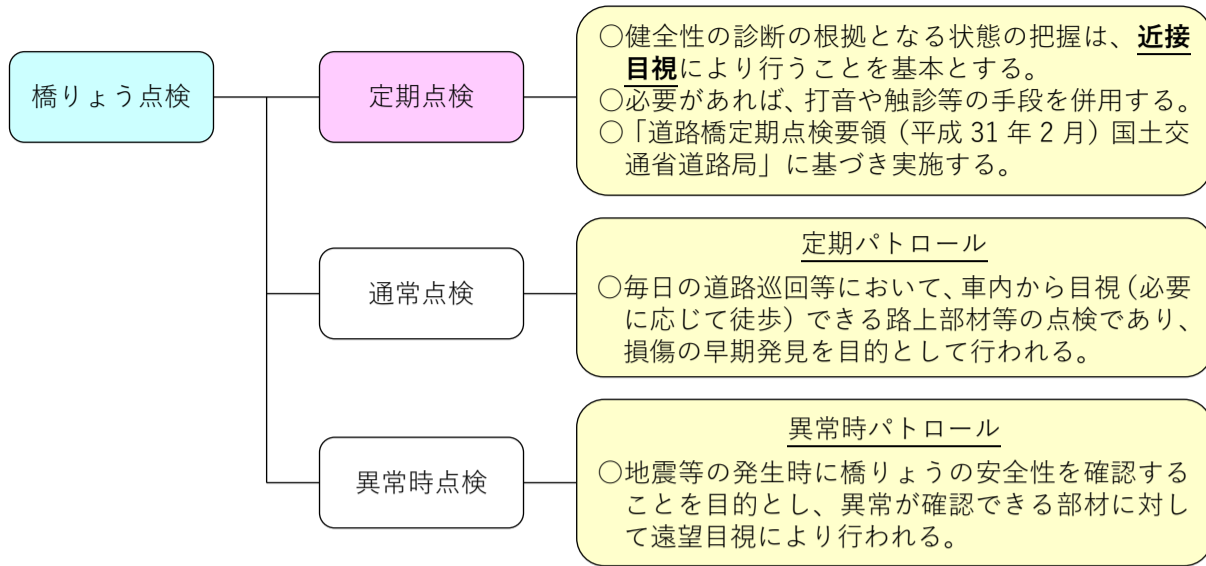 橋りょう点検
定期点検
○健全性の診断の根拠となる状態の把握は、近接
目視により行うことを基本とする。
○必要があれば、打音や触診等の手段を併用する。
○「道路橋定期点検要領（平成 31 年 2 月）国土交
通省道路局」に基づき実施する。
通常点検
定期パトロール
○毎日の道路巡回等において、車内から目視（必要
に応じて徒歩）できる路上部材等の点検であり、
損傷の早期発見を目的として行われる。
異常時点検
異常時パトロール
○地震等の発生時に橋りょうの安全性を確認する
ことを目的とし、異常が確認できる部材に対し
て遠望目視により行われる。